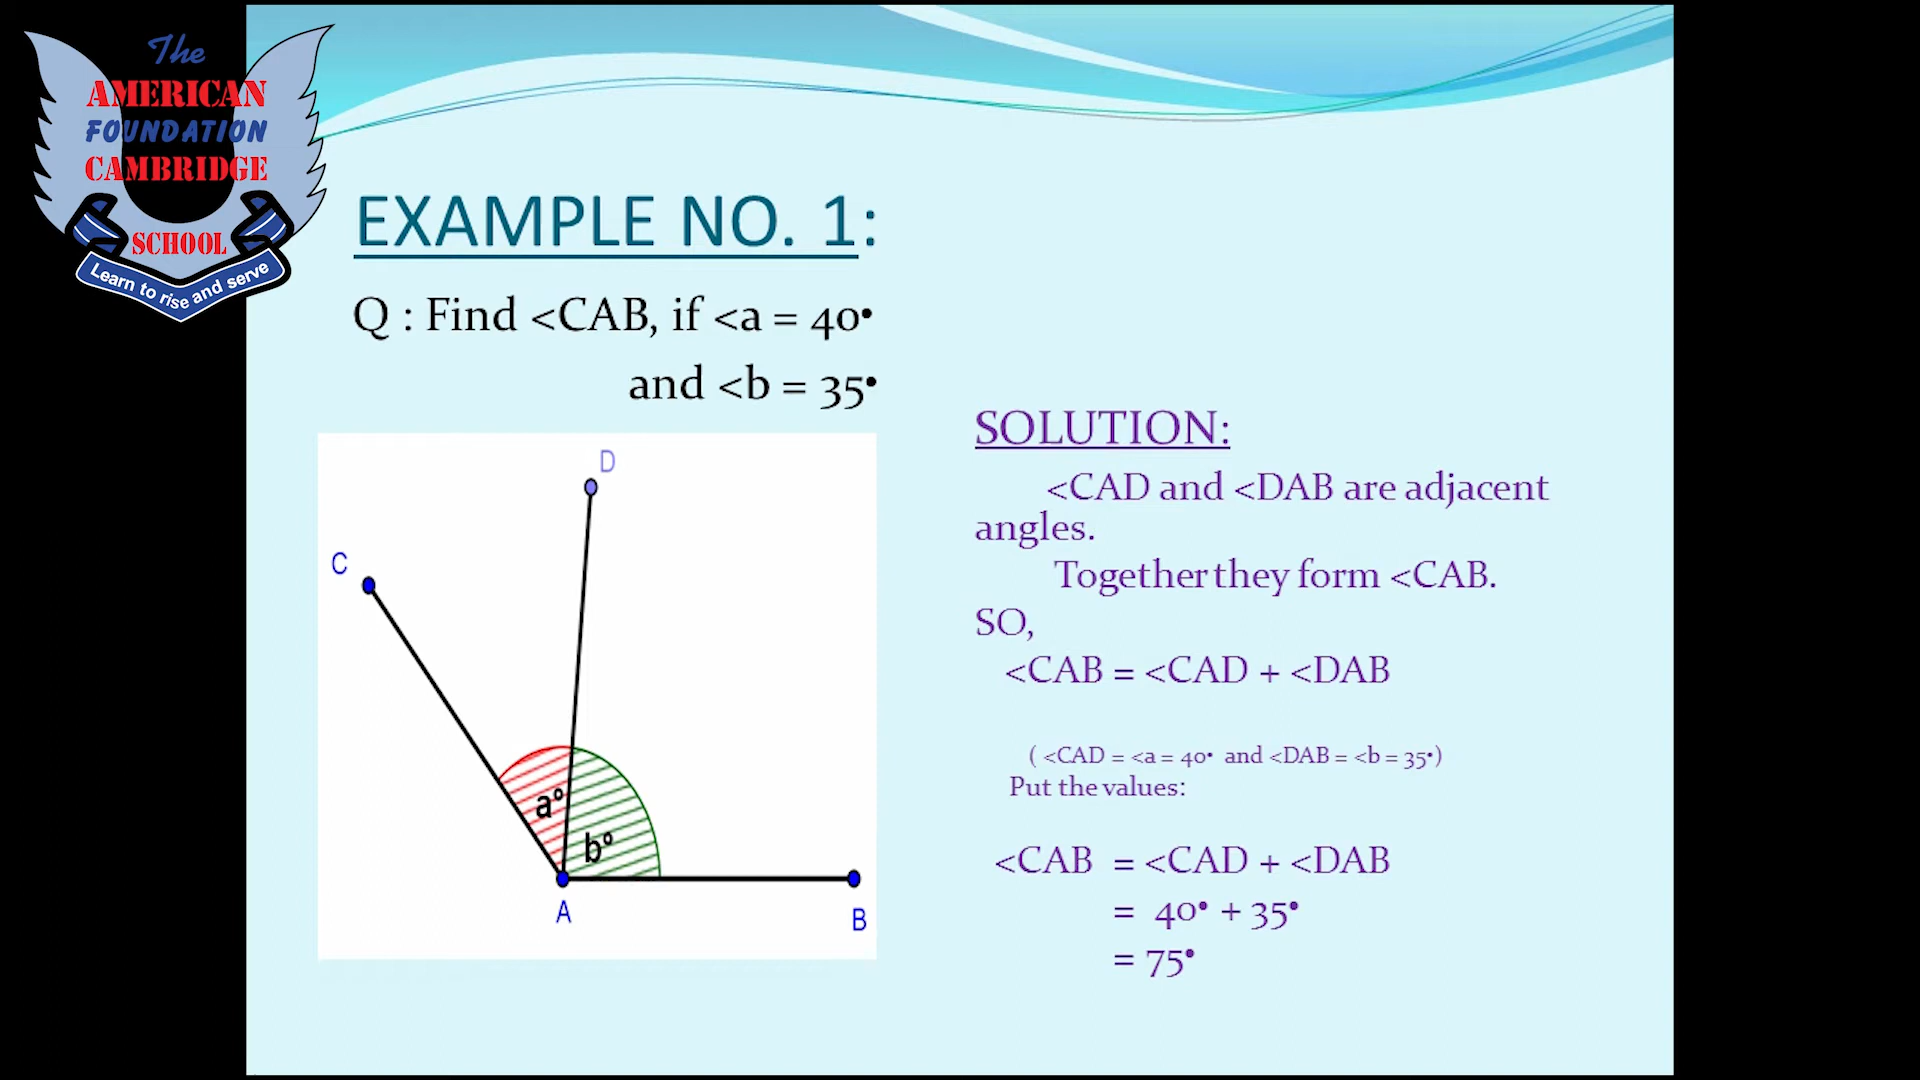 The
AMERICAN
FOUNDATION
CAMBRIDGE
SCHOOL
Learn to rise and serve
EXAMPLE NO. 1:
Q : Find <CAB, if <a = 40•
and <b = 35•
D
C
a°
b°
A
B
SOLUTION:
<CAD and <DAB are adjacent
angles.
Together they form <CAB.
SO,
<CAB = <CAD + <DAB
( <CAD = <a = 40• and <DAB = <b = 35•)
Put the values:
<CAB = <CAD + <DAB
= 40• + 35•
= 75•